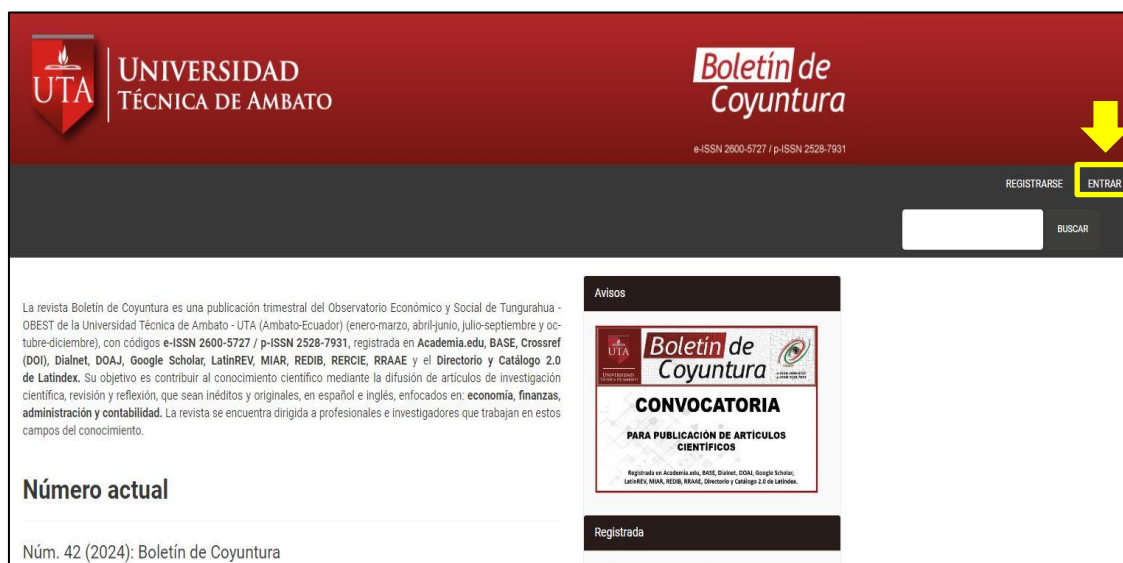 UTA
UNIVERSIDAD
TÉCNICA DE AMBATO
Boletín de
Coyuntura
e-ISSN 2600-5727 / p-ISSN 2528-7931
REGISTRARSE
ENTRAR
BUSCAR
La revista Boletín de Coyuntura es una publicación trimestral del Observatorio Económico y Social de Tungurahua -
OBEST de la Universidad Técnica de Ambato - UTA (Ambato-Ecuador) (enero-marzo, abril-junio, julio-septiembre y oc-
tubre-diciembre), con códigos e-ISSN 2600-5727 / p-ISSN 2528-7931, registrada en Academia.edu, BASE, Crossref
(DOI), Dialnet, DOAJ, Google Scholar, LatinREV, MIAR, REDIB, RERCIE, RRAAE y el Directorio y Catálogo 2.0
de Latindex. Su objetivo es contribuir al conocimiento científico mediante la difusión de artículos de investigación
científica, revisión y reflexión, que sean inéditos y originales, en español e inglés, enfocados en: economía, finanzas,
administración y contabilidad. La revista se encuentra dirigida a profesionales e investigadores que trabajan en estos
campos del conocimiento.
Número actual
Núm. 42 (2024): Boletín de Coyuntura
Avisos
UTA
UNIVERSIDAD
TÉCNICA DE AMBATO
Boletín de
Coyuntura
CONVOCATORIA
PARA PUBLICACIÓN DE ARTÍCULOS
CIENTÍFICOS
Registrada en Academia.edu, BASE, Dialnet, DOAJ, Google Scholar,
LatinREV, MIAR, REDIB, RRAAE, Directorio y Catálogo 2.0 de Latindex.
Registrada